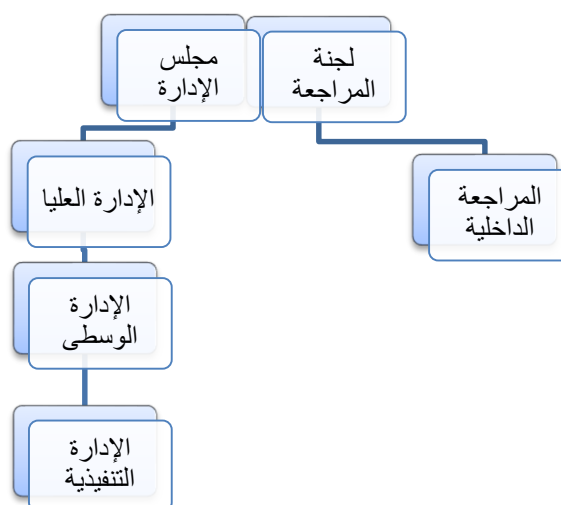 لجنة
المراجعة
مجلس
الإدارة
المراجعة
الداخلية
الإدارة العليا
الإدارة
الوسطى
الإدارة
التنفيذية